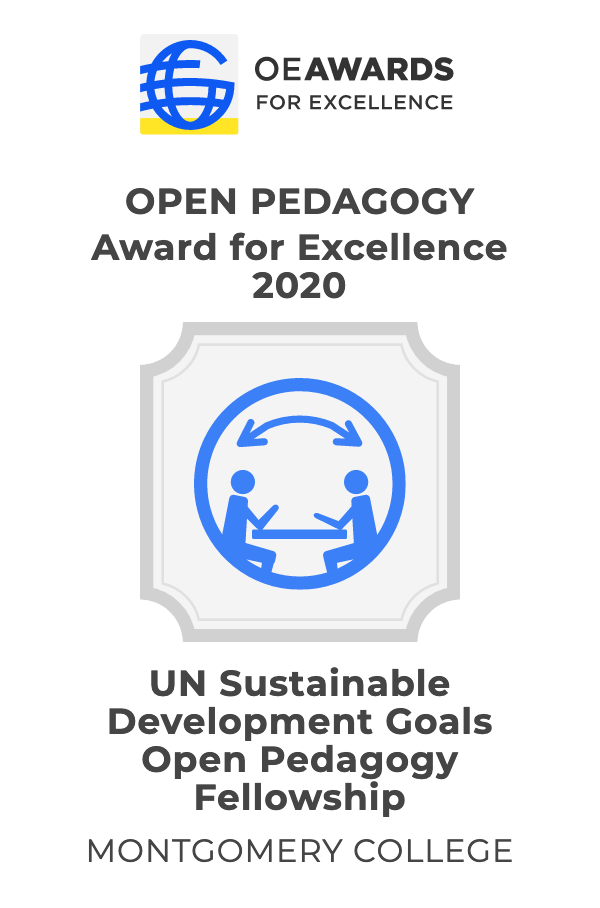 OEAWARDS
FOR EXCELLENCE
OPEN PEDAGOGY
Award for Excellence
2020
UN Sustainable
Development Goals
Open Pedagogy
Fellowship
MONTGOMERY COLLEGE